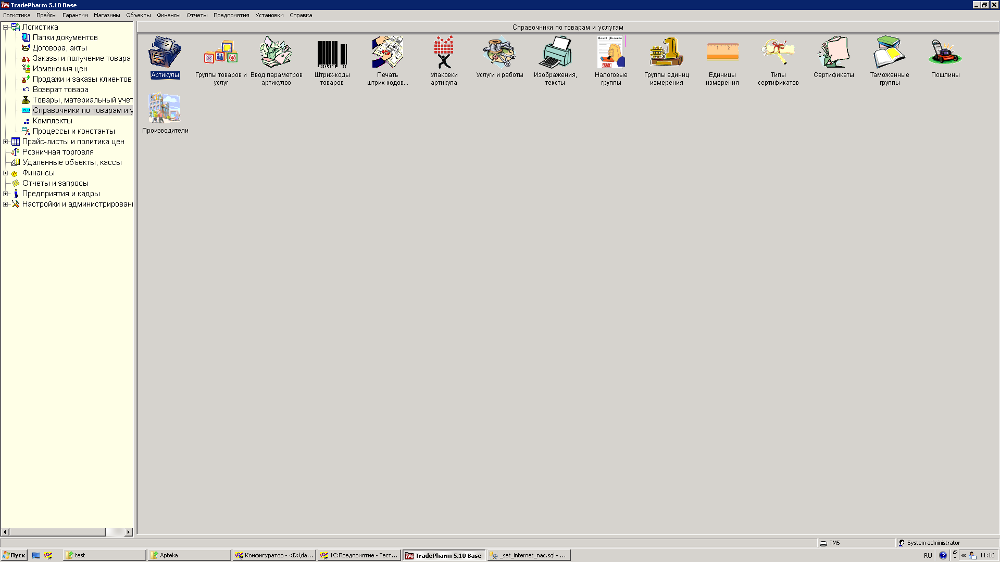 TradePharm 5.10 Base
Логистика Прайсы Гарантии Магазины Объекты Финансы Отчеты Предприятия Установки Справка
Логистика
Папки документов
Договора, акты
Заказы и получение товара
Изменения цен
Продажи и заказы клиентов
Возврат товара
Товары, материальный учет
Справочники по товарам и у
Комплекты
Процессы и константы
Прайс-листы и политика цен
Розничная торговля
Удаленные объекты, кассы
Финансы
Отчеты и запросы
Предприятия и кадры
Настройки и администрирован
Справочники по товарам и услугам
Артикулы
Группы товаров и
услуг
Ввод параметров
артикулов
Штрих-коды
товаров
Печать
штрих-кодов...
Упаковки
артикула
Услуги и работы
Изображения,
тексты
Налоговые
группы
Группы единиц
измерения
Единицы
измерения
Типы
сертификатов
Сертификаты
Таможенные
группы
Пошлины
Производители
TM5
System administrator
Пуск
test
Apteka
Конфигуратор - <D:\da...
1С:Предприятие - Тест...
TradePharm 5.10 Base
_set_internet_nac.sql - ...
RU
11:16